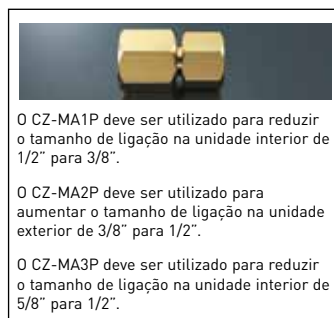 O CZ-MA1P deve ser utilizado para reduzir
o tamanho de ligação na unidade interior de
1/2” para 3/8”.
O CZ-MA2P deve ser utilizado para
aumentar o tamanho de ligação na unidade
exterior de 3/8” para 1/2”.
O CZ-MA3P deve ser utilizado para reduzir
o tamanho de ligação na unidade interior de
5/8” para 1/2”.